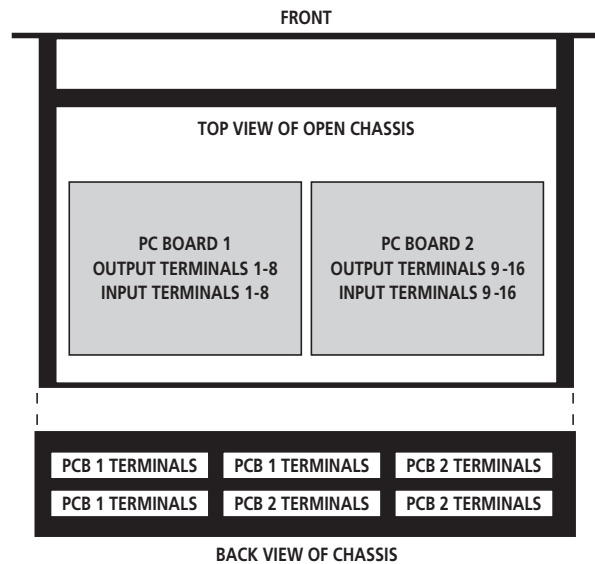 FRONT
TOP VIEW OF OPEN CHASSIS
PC BOARD 1
OUTPUT TERMINALS 1-8
INPUT TERMINALS 1-8
PC BOARD 2
OUTPUT TERMINALS 9-16
INPUT TERMINALS 9-16
PCB 1 TERMINALS PCB 1 TERMINALS PCB 2 TERMINALS
PCB 1 TERMINALS PCB 2 TERMINALS PCB 2 TERMINALS
BACK VIEW OF CHASSIS